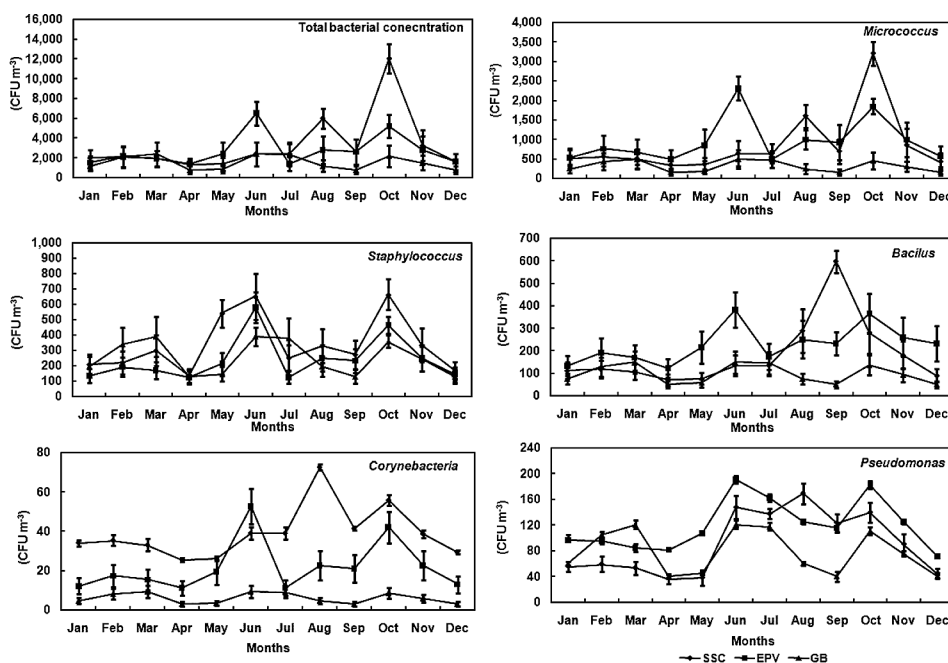 Total bacterial conecntration
16,000
14,000
12,000
10,000
8,000
6,000
4,000
2,000
0
(CFU m-3)
Jan Feb Mar Apr May Jun Jul Aug Sep Oct Nov Dec
Months
Micrococcus
4,000
3,500
3,000
2,500
2,000
1,500
1,000
500
0
(CFU m-3)
Jan Feb Mar Apr May Jun Jul Aug Sep Oct Nov Dec
Months
Staphylococcus
1,000
900
800
700
600
500
400
300
200
100
0
(CFU m-3)
Jan Feb Mar Apr May Jun Jul Aug Sep Oct Nov Dec
Months
Bacilus
700
600
500
400
300
200
100
0
(CFU m-3)
Jan Feb Mar Apr May Jun Jul Aug Sep Oct Nov Dec
Months
Corynebacteria
80
60
40
20
0
(CFU m-3)
Jan Feb Mar Apr May Jun Jul Aug Sep Oct Nov Dec
Months
Pseudomonas
240
200
160
120
80
40
0
(CFU m-3)
Jan Feb Mar Apr May Jun Jul Aug Sep Oct Nov Dec
Months
SSC EPV GB